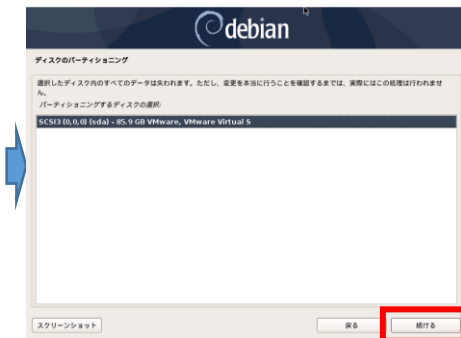 debian
ディスクのパーティショニング
選択したディスク内のすべてのデータは失われます。ただし、変更を本当に行うことを確認するまでは、実際にはこの処理は行われませ
ん。
パーティショニングするディスクの選択:
SCSI3 (0,0,0) (sda) - 85.9 GB VMware, VMware Virtual S
スクリーンショット
戻る
続ける